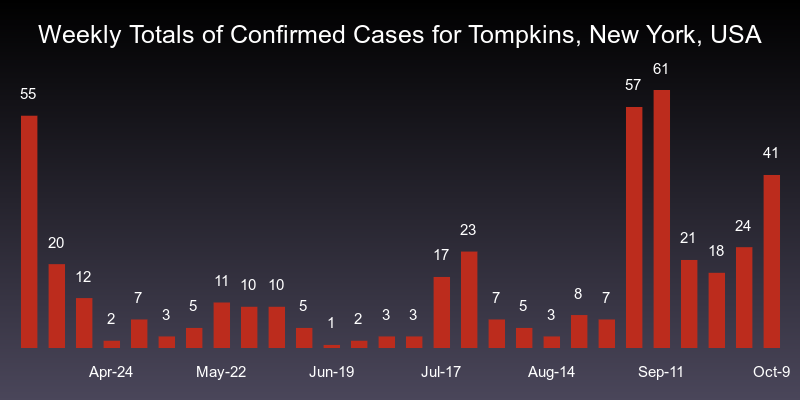 Weekly Totals of Confirmed Cases for Tompkins, New York, USA
55 20 12 2 7 3 5 11 10 10 5 1 2 3 3 17 23 7 5 3 8 7 57 61 21 18 24 41
Apr-24 May-22 Jun-19 Jul-17 Aug-14 Sep-11 Oct-9